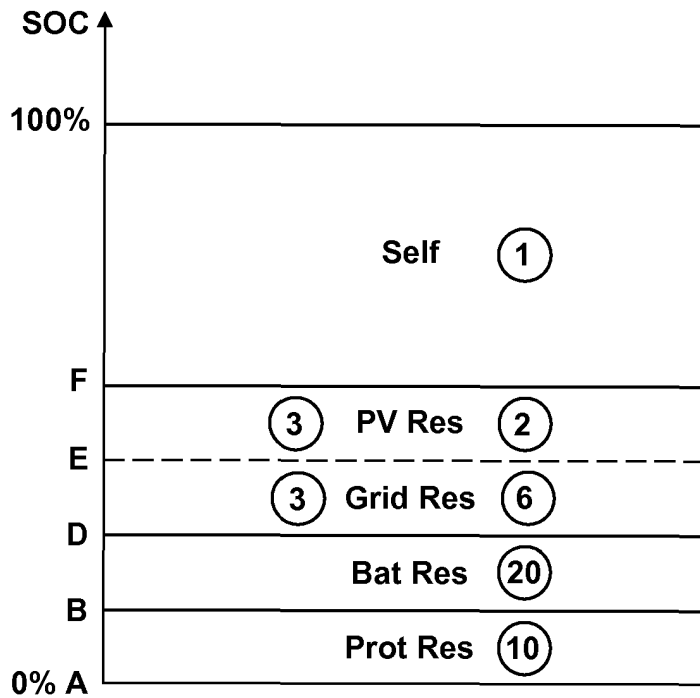 SOC
100%
Self 1
F
3 PV Res 2
E
3 Grid Res 6
D
Bat Res 20
B
Prot Res 10
0% A